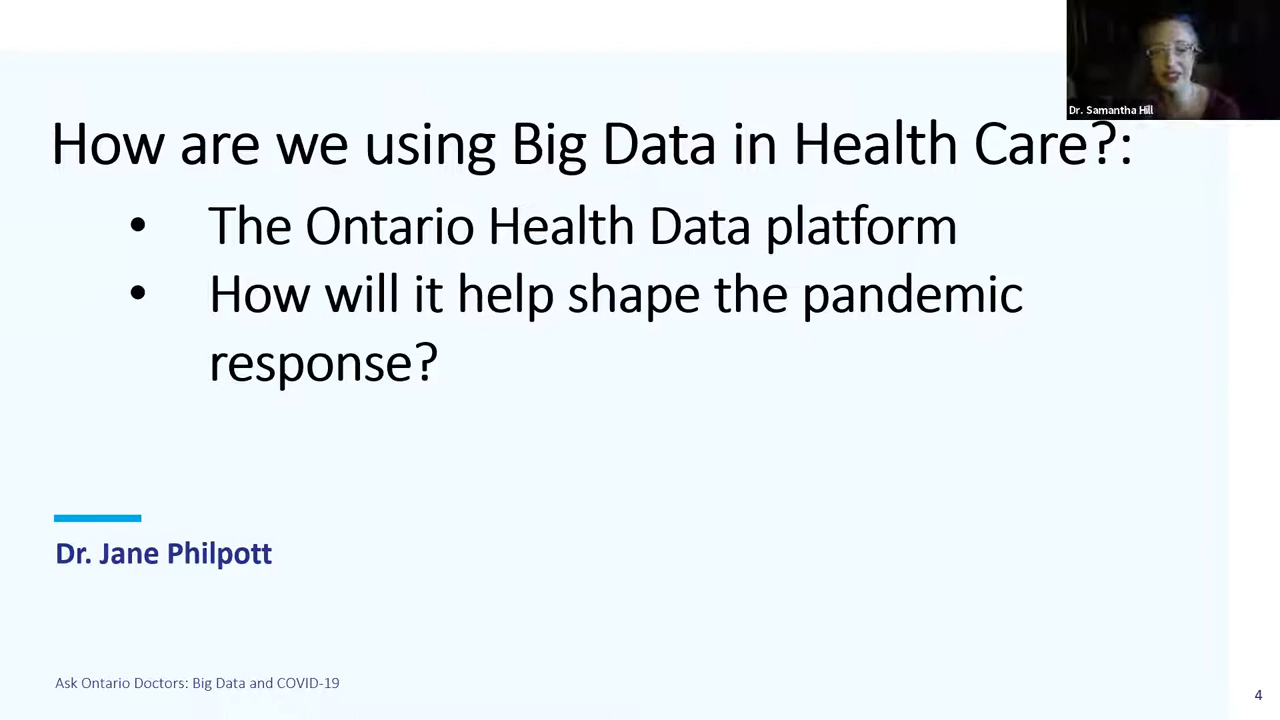 Dr. Samantha Hill
How are we using Big Data in Health Care?:
• The Ontario Health Data platform
• How will it help shape the pandemic
response?
Dr. Jane Philpott
Ask Ontario Doctors: Big Data and COVID-19
4